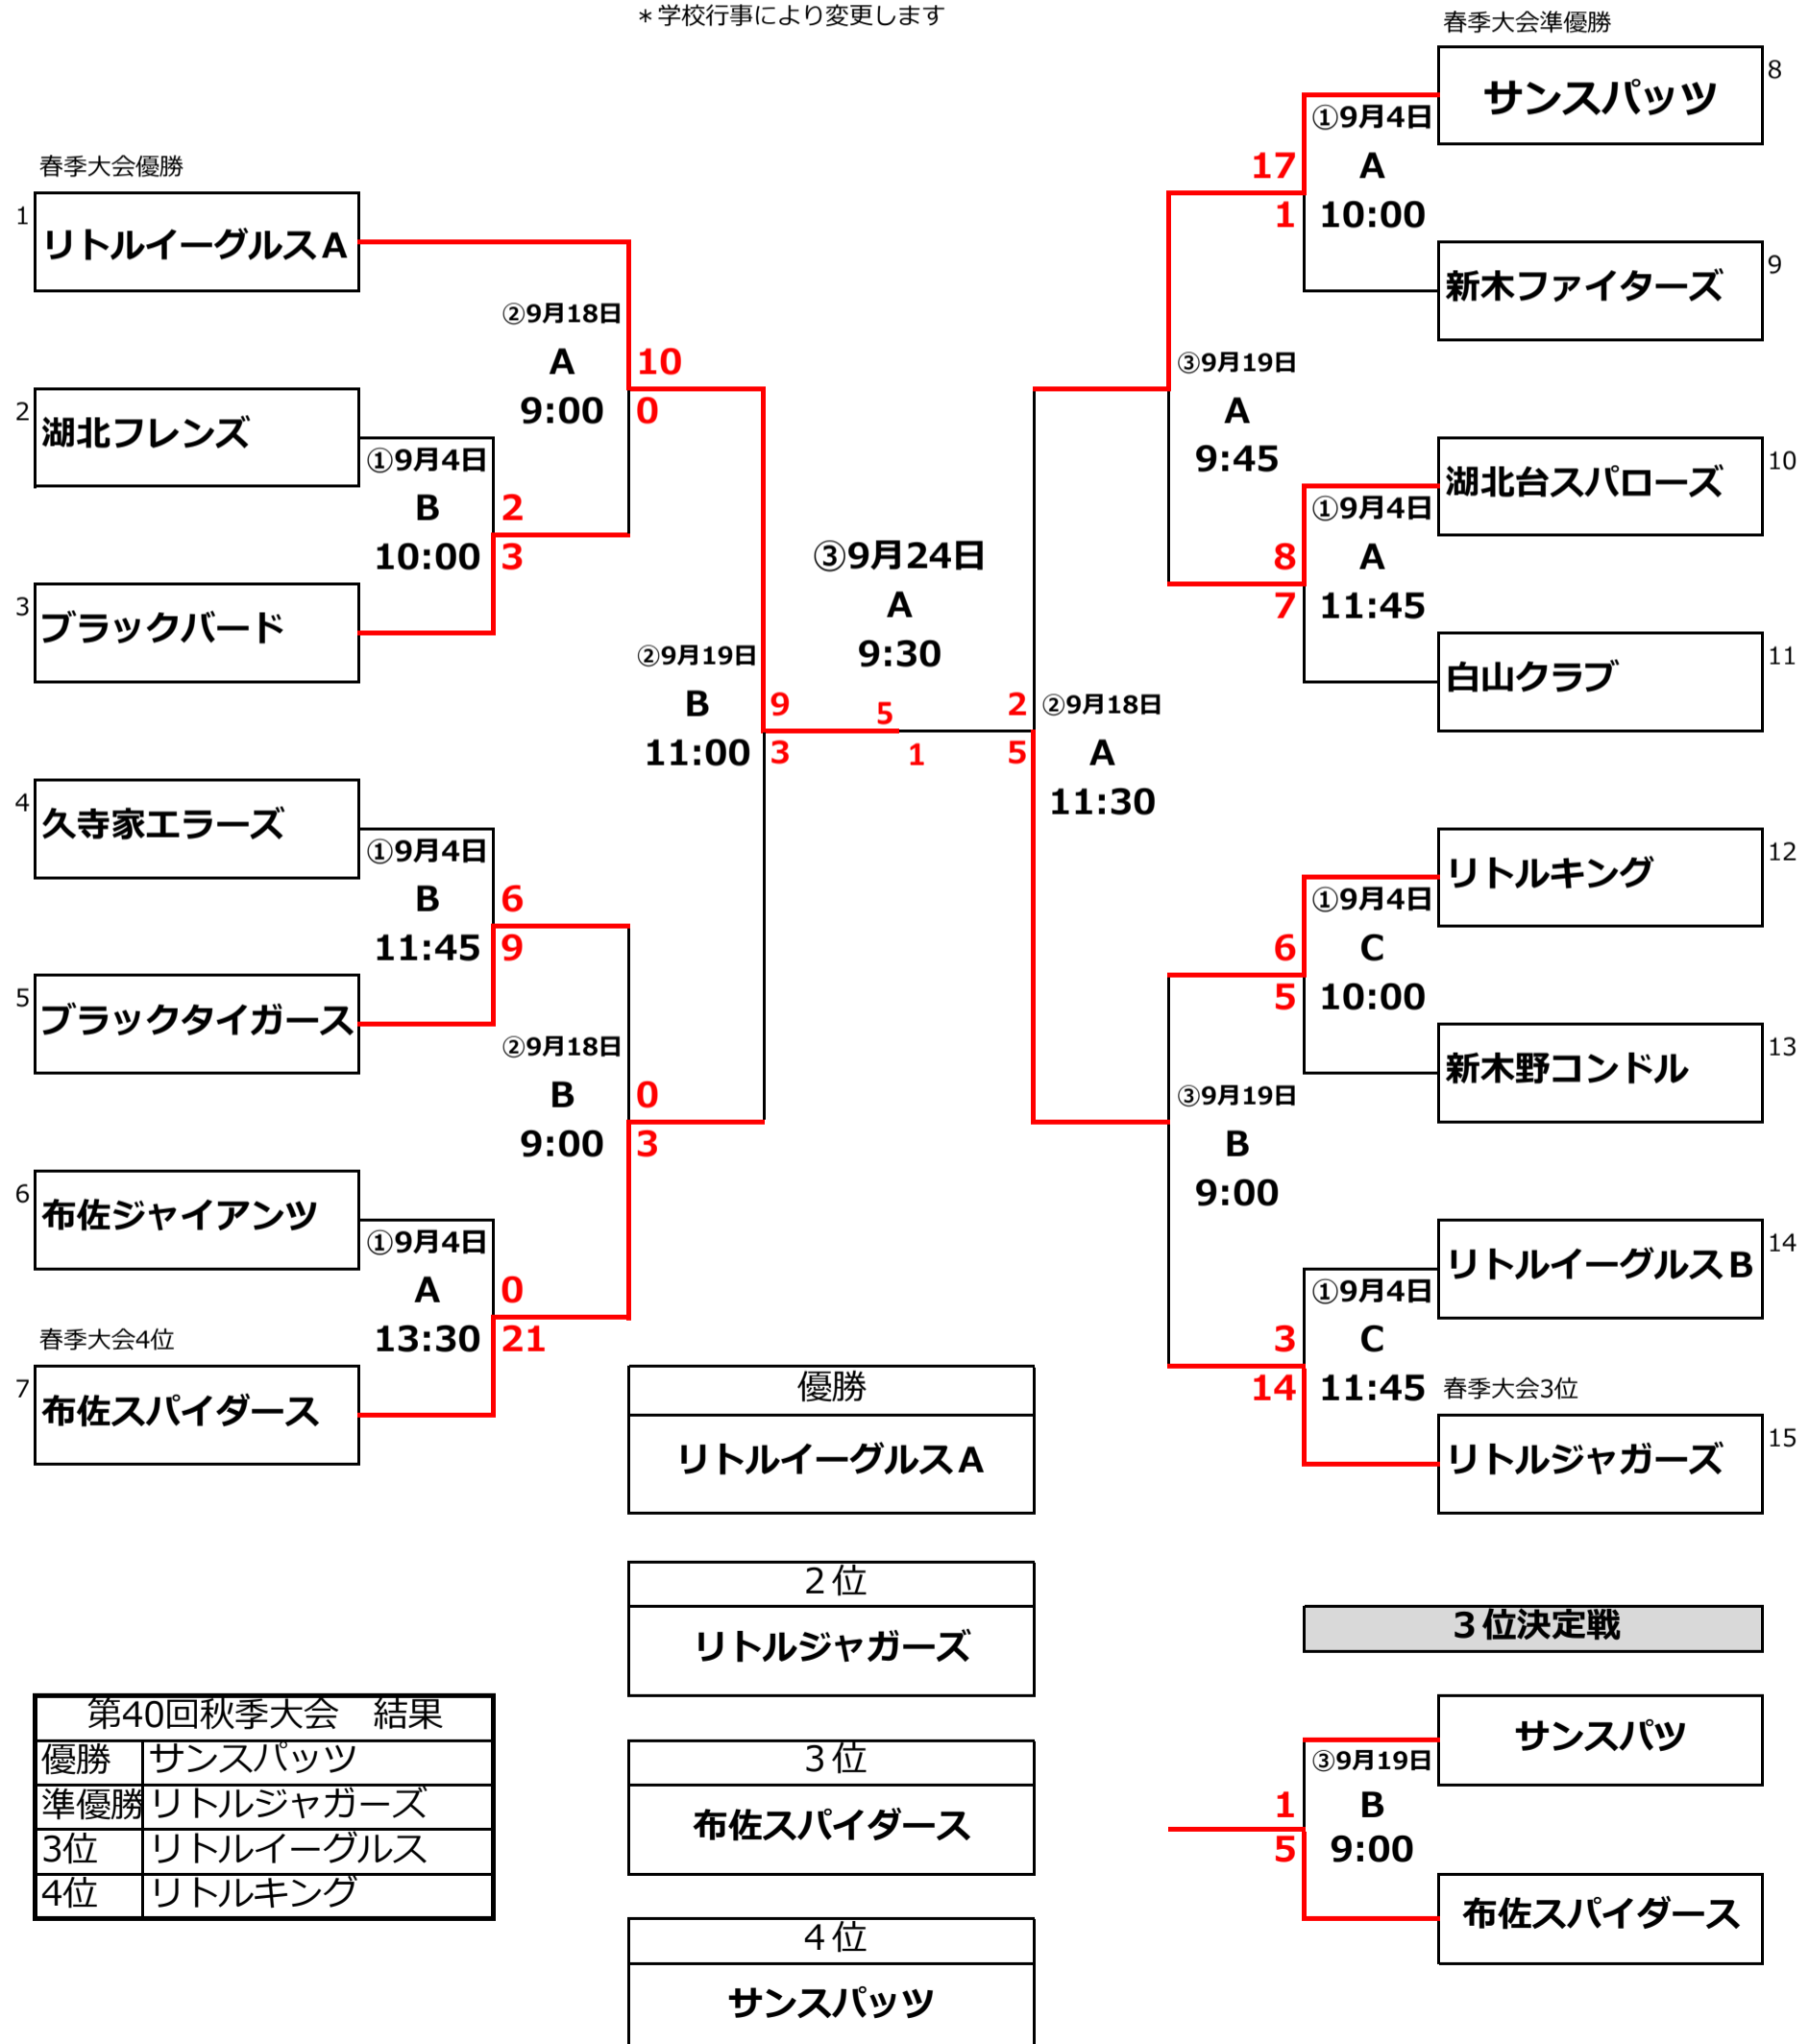 ＊学校行事により変更します
春季大会優勝
1
リトルイーグルスA
②9月18日
A
9:00
10
0
2
湖北フレンズ
①9月4日
B
10:00
2
3
3
ブラックバード
②9月19日
B
11:00
9
3
4
久寺家エラーズ
①9月4日
B
11:45
6
9
5
ブラックタイガース
②9月18日
B
9:00
0
3
6
布佐ジャイアンツ
①9月4日
A
13:30
0
21
春季大会4位
7
布佐スパイダース
③9月24日
A
9:30
5
1
春季大会準優勝
サンスパッツ
8
①9月4日
A
10:00
17
1
新木ファイターズ
9
③9月19日
A
9:45
湖北台スパローズ
10
①9月4日
A
11:45
8
7
白山クラブ
11
2
5
②9月18日
A
11:30
リトルキング
12
①9月4日
C
10:00
6
5
新木野コンドル
13
③9月19日
B
9:00
リトルイーグルスB
14
①9月4日
C
11:45
3
14
春季大会3位
リトルジャガーズ
15
優勝
リトルイーグルスA
２位
リトルジャガーズ
３位
布佐スパイダース
４位
サンスパッツ
３位決定戦
サンスパツ
③9月19日
B
9:00
1
5
布佐スパイダース
第40回秋季大会　結果
優勝 サンスパッツ
準優勝 リトルジャガーズ
3位 リトルイーグルス
4位 リトルキング